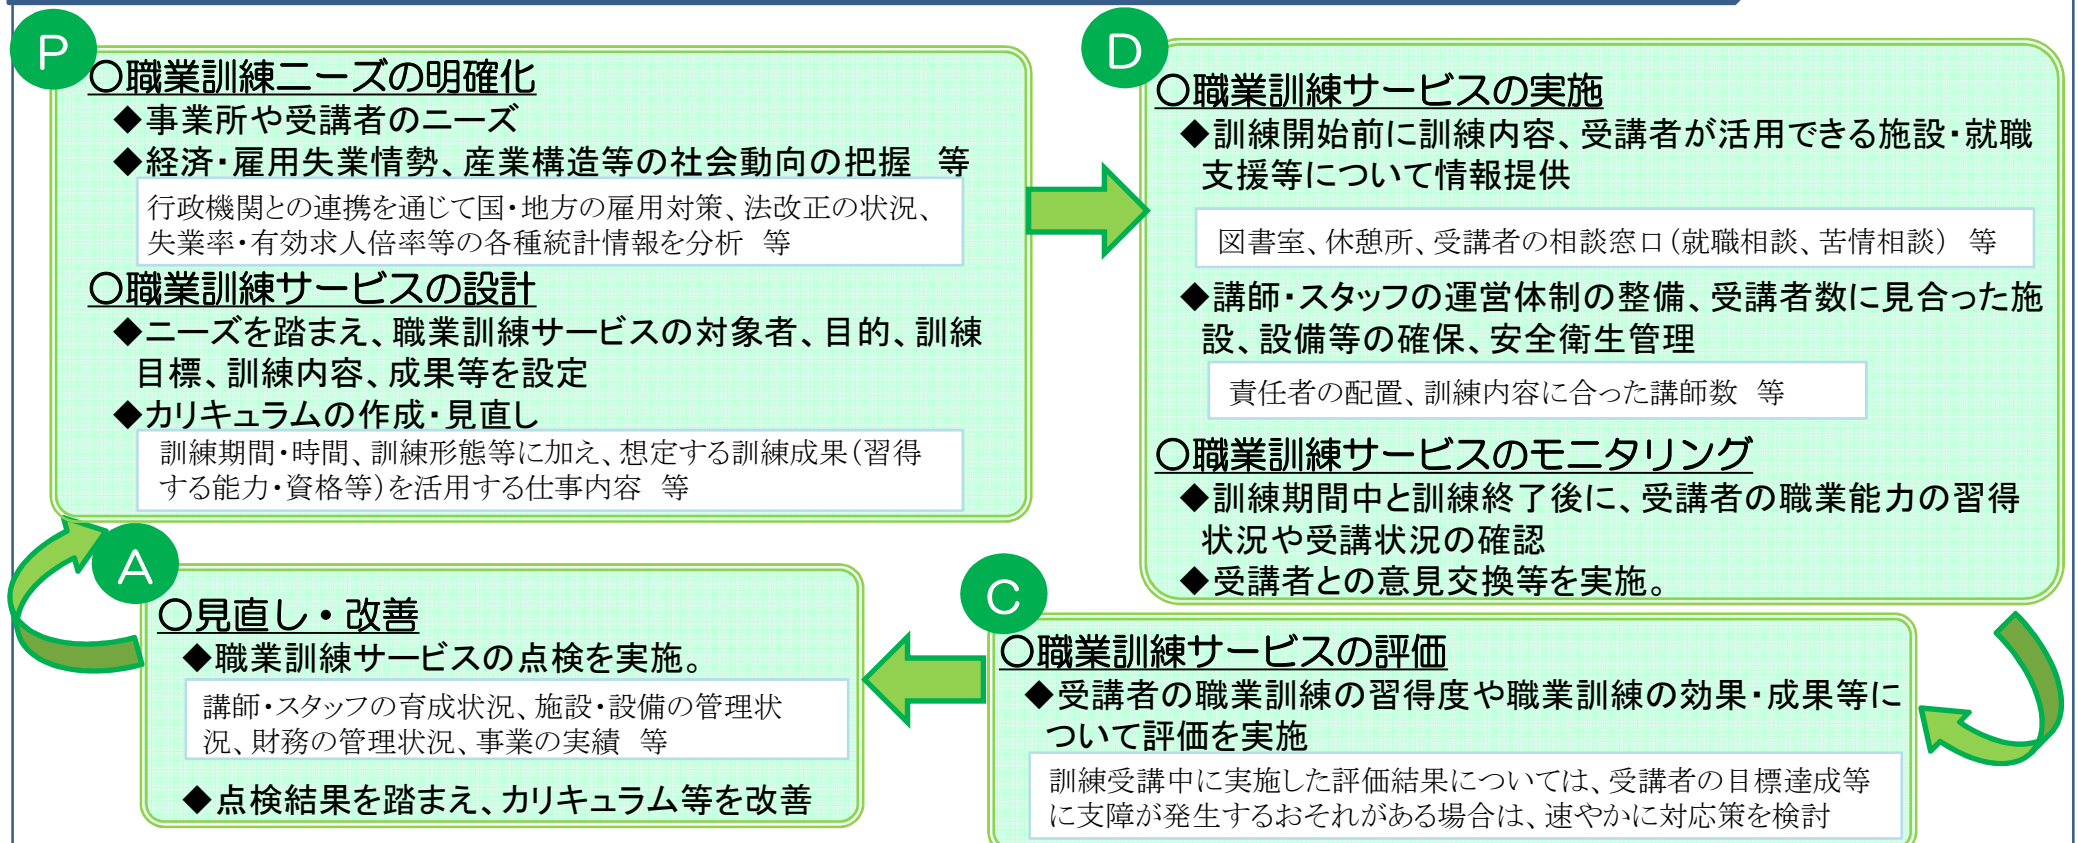 P
○職業訓練ニーズの明確化
◆事業所や受講者のニーズ
◆経済・雇用失業情勢、産業構造等の社会動向の把握　等
行政機関との連携を通じて国・地方の雇用対策、法改正の状況、
失業率・有効求人倍率等の各種統計情報を分析　等
○職業訓練サービスの設計
◆ニーズを踏まえ、職業訓練サービスの対象者、目的、訓練
目標、訓練内容、成果等を設定
◆カリキュラムの作成・見直し
訓練期間・時間、訓練形態等に加え、想定する訓練成果（習得
する能力・資格等）を活用する仕事内容　等
D
○職業訓練サービスの実施
◆訓練開始前に訓練内容、受講者が活用できる施設・就職
支援等について情報提供
図書室、休憩所、受講者の相談窓口（就職相談、苦情相談）　等
◆講師・スタッフの運営体制の整備、受講者数に見合った施
設、設備等の確保、安全衛生管理
責任者の配置、訓練内容に合った講師数　等
○職業訓練サービスのモニタリング
◆訓練期間中と訓練終了後に、受講者の職業能力の習得
状況や受講状況の確認
◆受講者との意見交換等を実施。
C
○職業訓練サービスの評価
◆受講者の職業訓練の習得度や職業訓練の効果・成果等に
ついて評価を実施
訓練受講中に実施した評価結果については、受講者の目標達成等
に支障が発生するおそれがある場合は、速やかに対応策を検討
A
○見直し・改善
◆職業訓練サービスの点検を実施。
講師・スタッフの育成状況、施設・設備の管理状
況、財務の管理状況、事業の実績　等
◆点検結果を踏まえ、カリキュラム等を改善